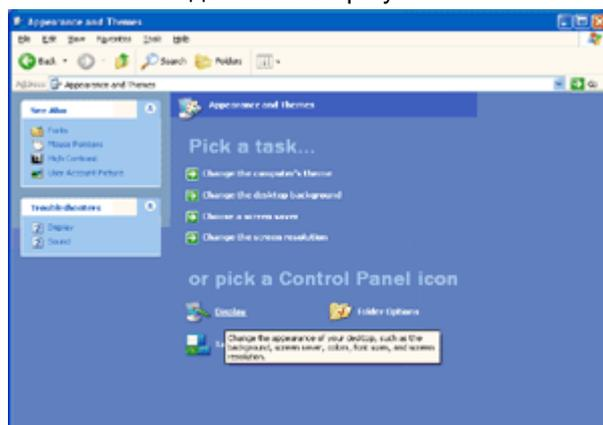 Appearance and Themes
File Edit View Favorites Tools Help
Back Search Folders
Address Appearance and Themes Go
See Also
Fonts
Mouse Pointers
High Contrast
User Account Picture
Troubleshooters
Display
Sound
Appearance and Themes
Pick a task...
Change the computer's theme
Change the desktop background
Choose a screen saver
Change the screen resolution
or pick a Control Panel icon
Display Folder Options
Change the appearance of your desktop, such as the
background, screen saver, colors, font sizes, and screen
resolution.